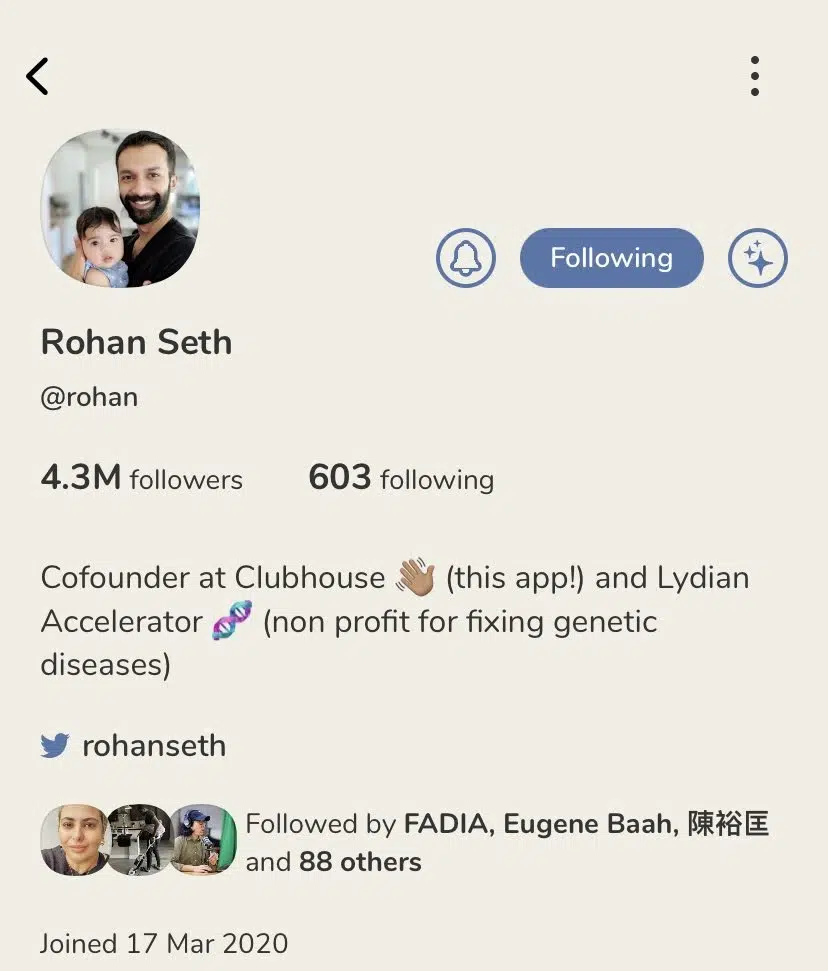 Following
Rohan Seth
@rohan
4.3M followers 603 following
Cofounder at Clubhouse 👋🏽 (this app!) and Lydian
Accelerator 🧬 (non profit for fixing genetic
diseases)
rohanseth
Followed by FADIA, Eugene Baah, 陳裕匡
and 88 others
Joined 17 Mar 2020